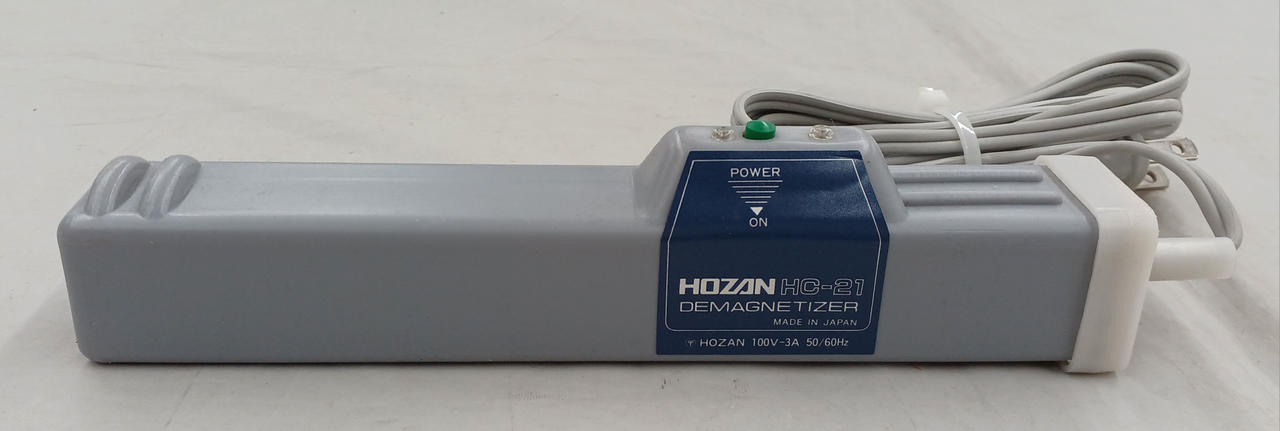 POWER
ON
HOZAN HC-21
DEMAGNETIZER
MADE IN JAPAN
HOZAN 100V-3A 50/60Hz